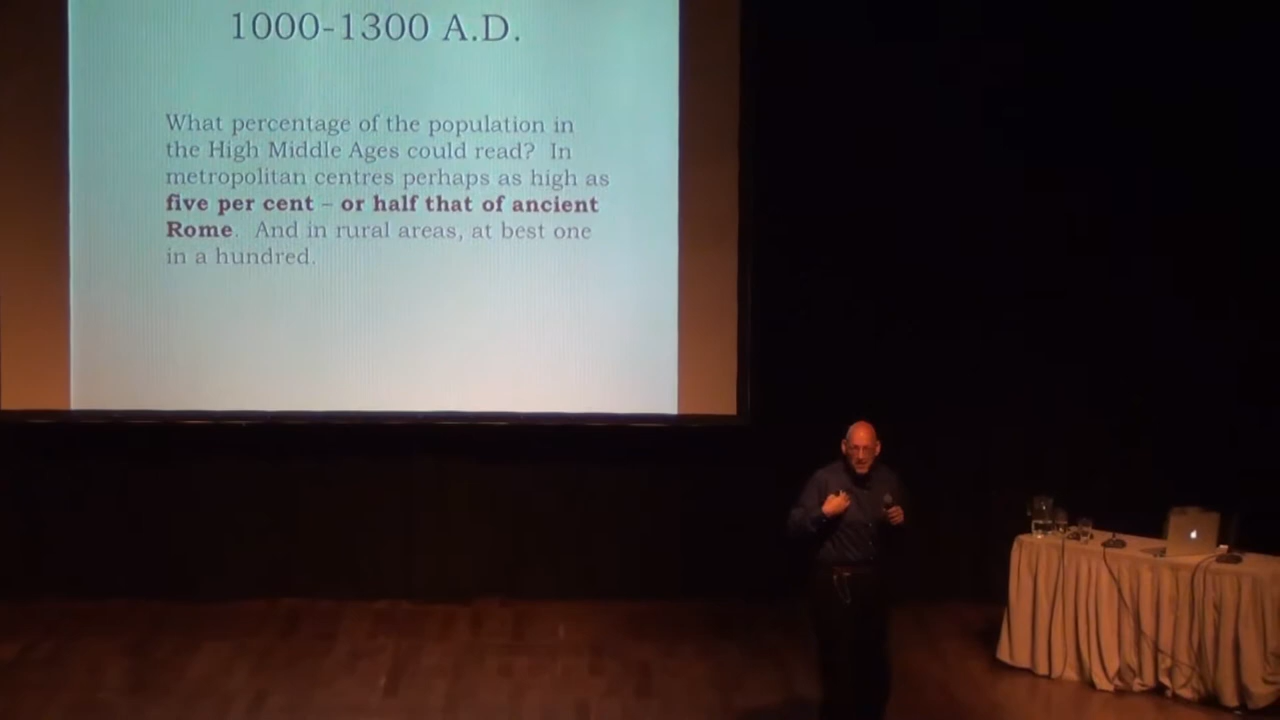 1000-1300 A.D.
What percentage of the population in
the High Middle Ages could read?  In
metropolitan centres perhaps as high as
five per cent – or half that of ancient
Rome.  And in rural areas, at best one
in a hundred.